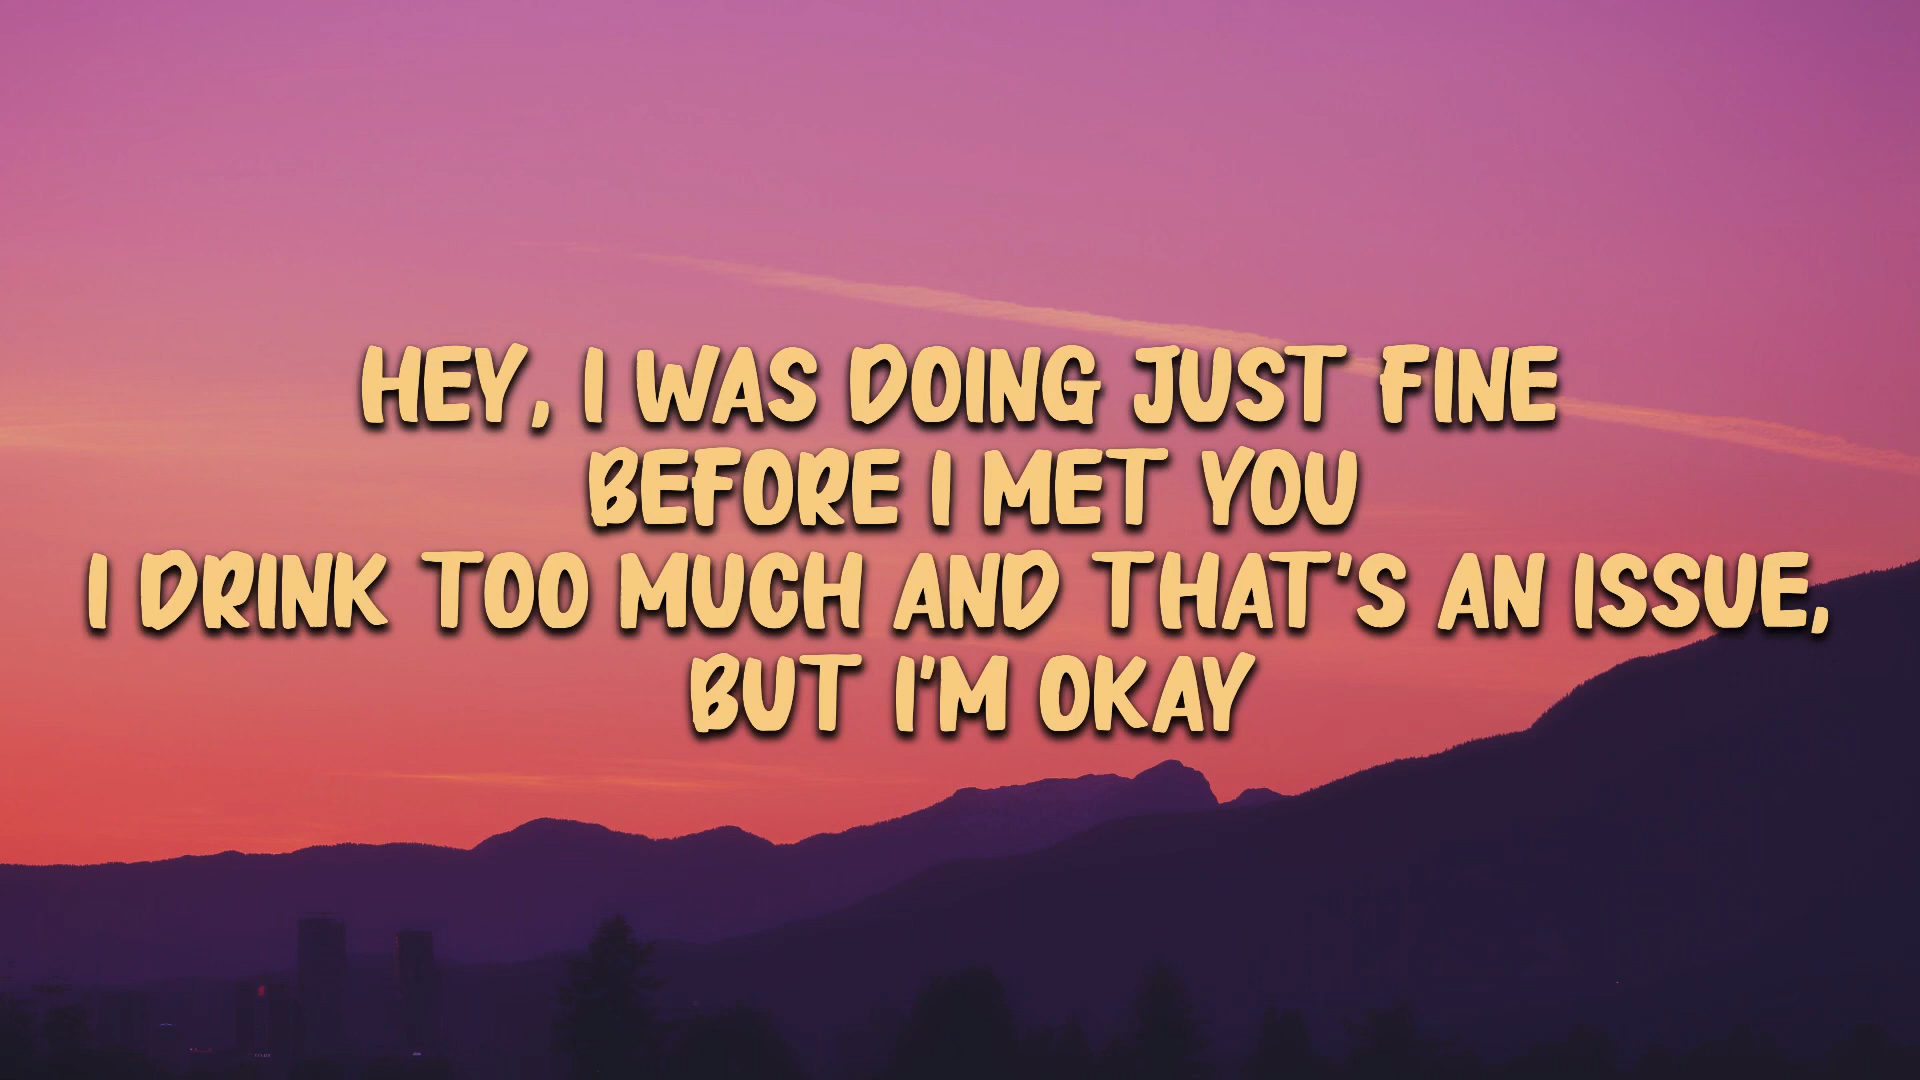 HEY, I WAS DOING JUST FINE
BEFORE I MET YOU
I DRINK TOO MUCH AND THAT'S AN ISSUE,
BUT I'M OKAY